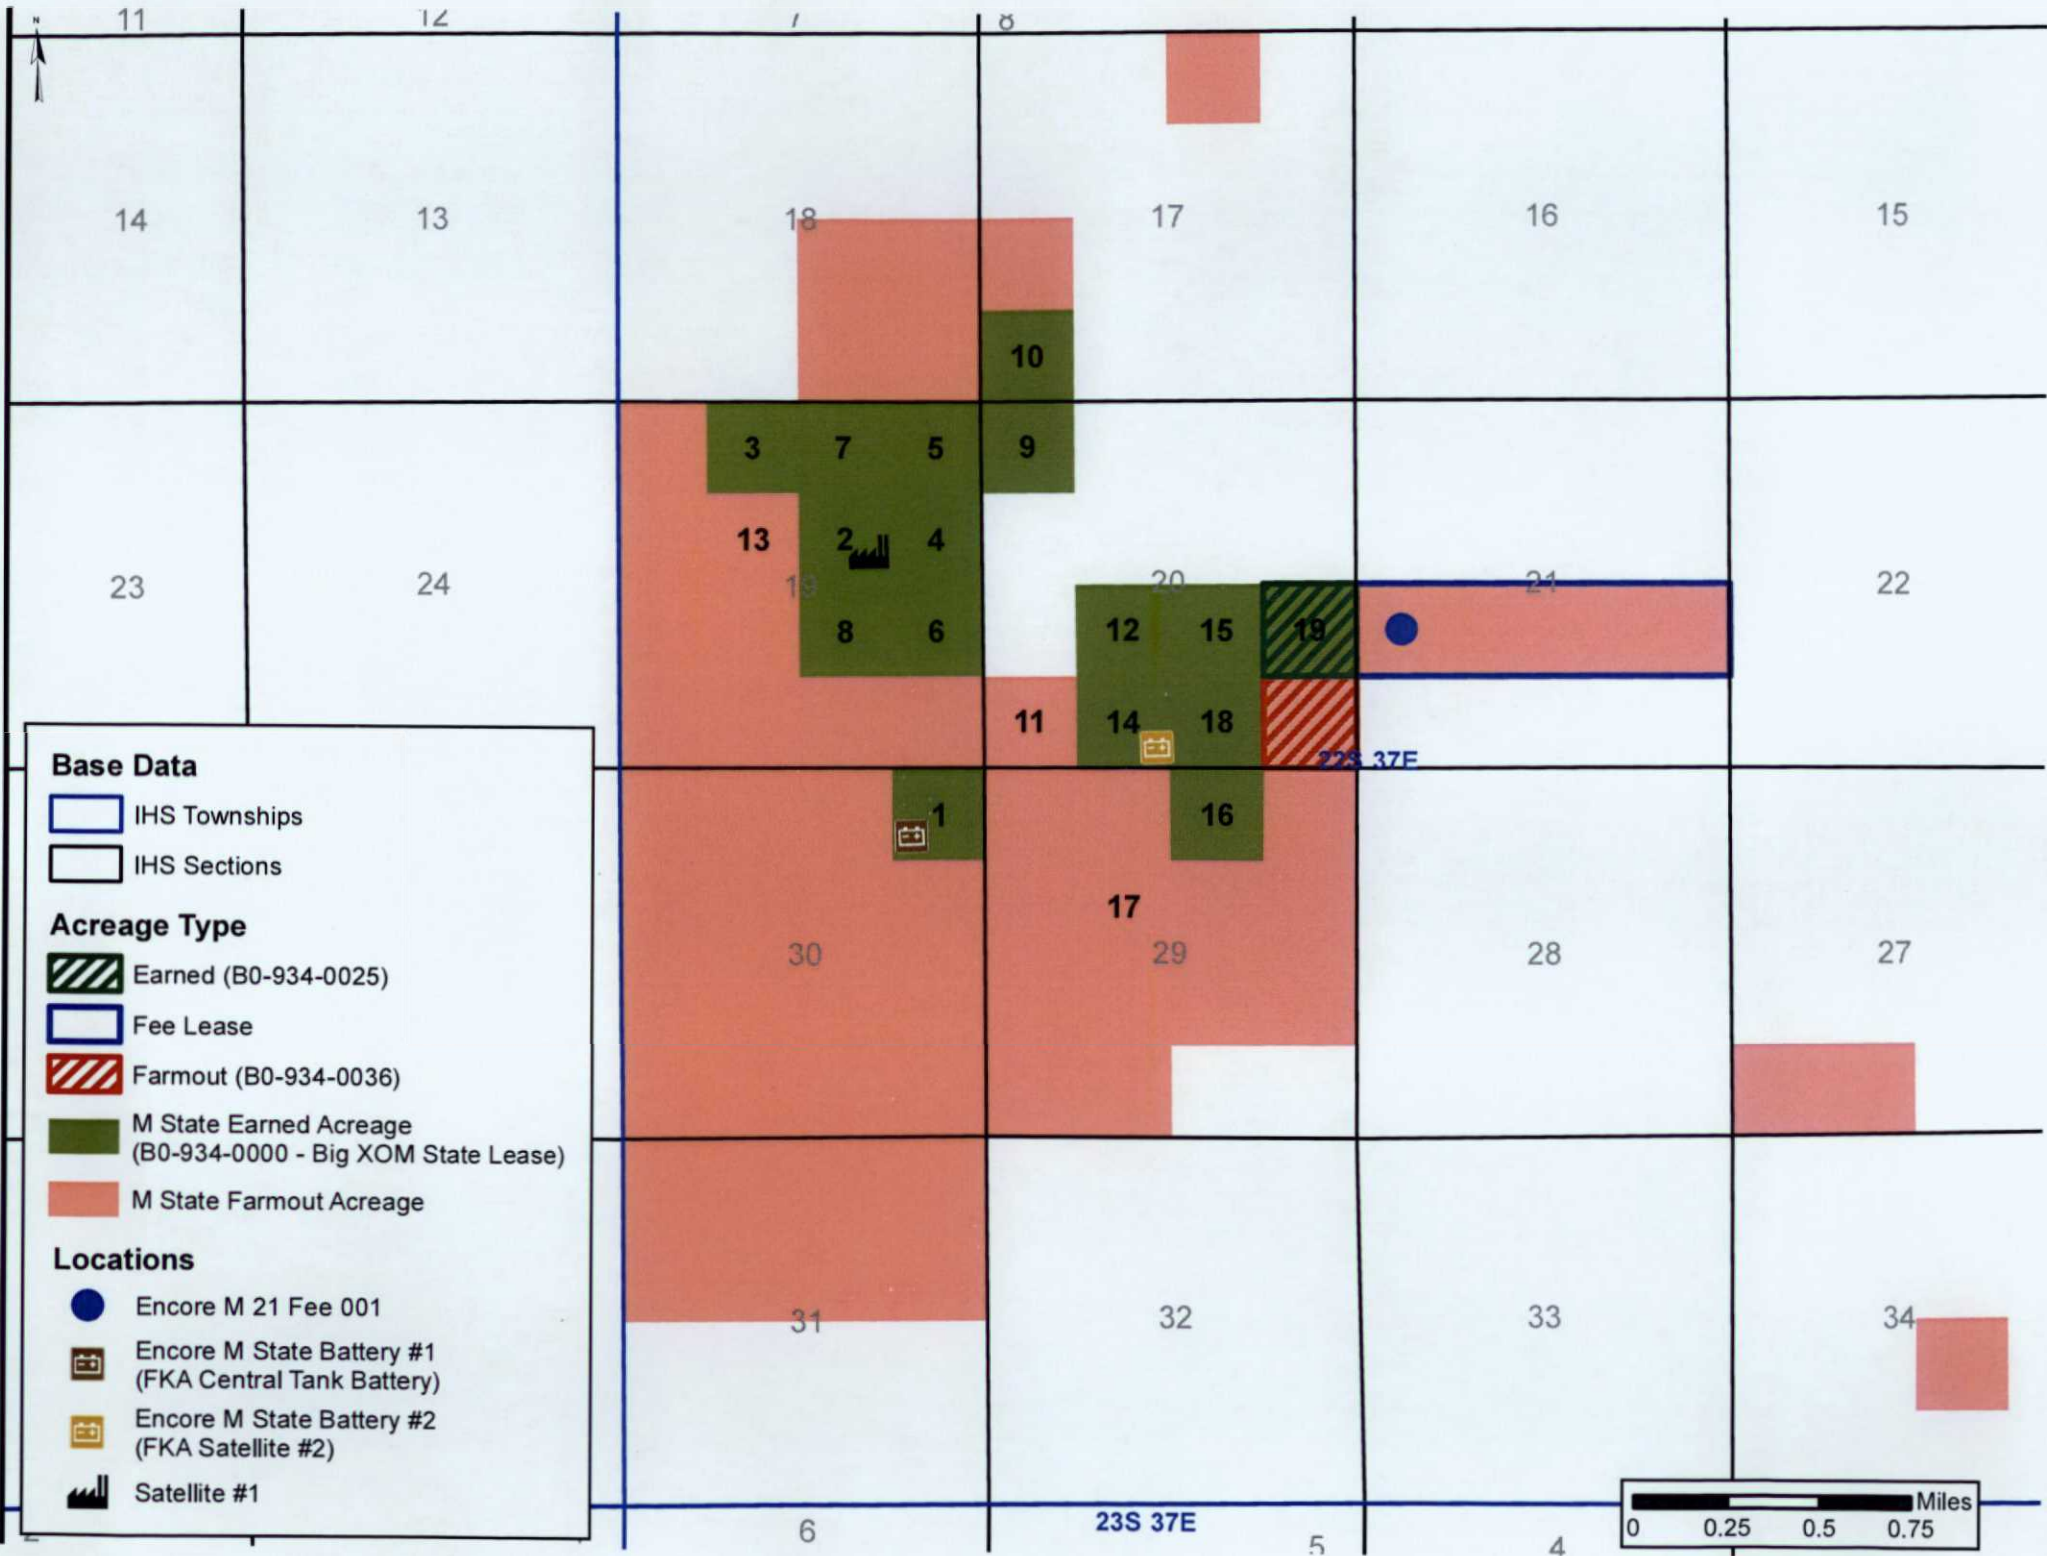 N
11
12
7
8
14
13
18
17
16
15
10
3
7
5
9
13
2
4
23
24
19
20
21
22
8
6
12
15
19
11
14
18
22S 37E
1
16
17
30
29
28
27
31
32
33
34
Base Data
IHS Townships
IHS Sections
Acreage Type
Earned (B0-934-0025)
Fee Lease
Farmout (B0-934-0036)
M State Earned Acreage
(B0-934-0000 - Big XOM State Lease)
M State Farmout Acreage
Locations
Encore M 21 Fee 001
Encore M State Battery #1
(FKA Central Tank Battery)
Encore M State Battery #2
(FKA Satellite #2)
Satellite #1
Miles
0 0.25 0.5 0.75
23S 37E
6
5
4